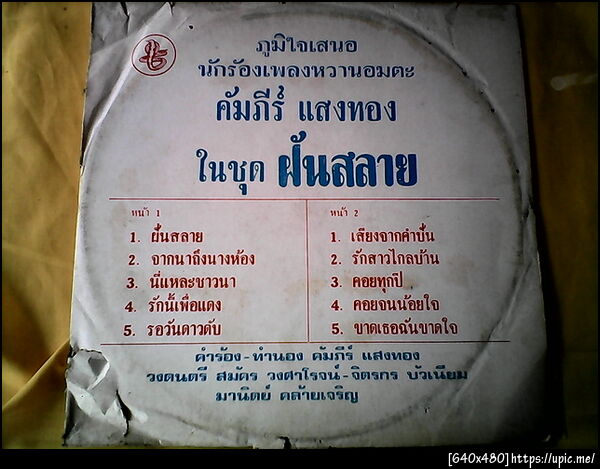 ภูมิใจเสนอ
นักร้องเพลงหวานอมตะ
คัมภีร์ แสงทอง
ในชุด ฝันสลาย
หน้า 1
1. ฝันสลาย
2. จากนาถึงนางห้อง
3. นี่แหละชาวนา
4. รักนี้เพื่อแดง
5. รอวันดาวดับ
หน้า 2
1. เสียงจากคำปัน
2. รักสาวไกลบ้าน
3. คอยทุกปี
4. คอยจนน้อยใจ
5. ขาดเธอฉันขาดใจ
คำร้อง-ทำนอง คัมภีร์ แสงทอง
วงดนตรี สมัคร วงศาโรจน์-จิตรกร บัวเนียม
มานิตย์ คล้ายเจริญ
[640x480]https://upic.me/